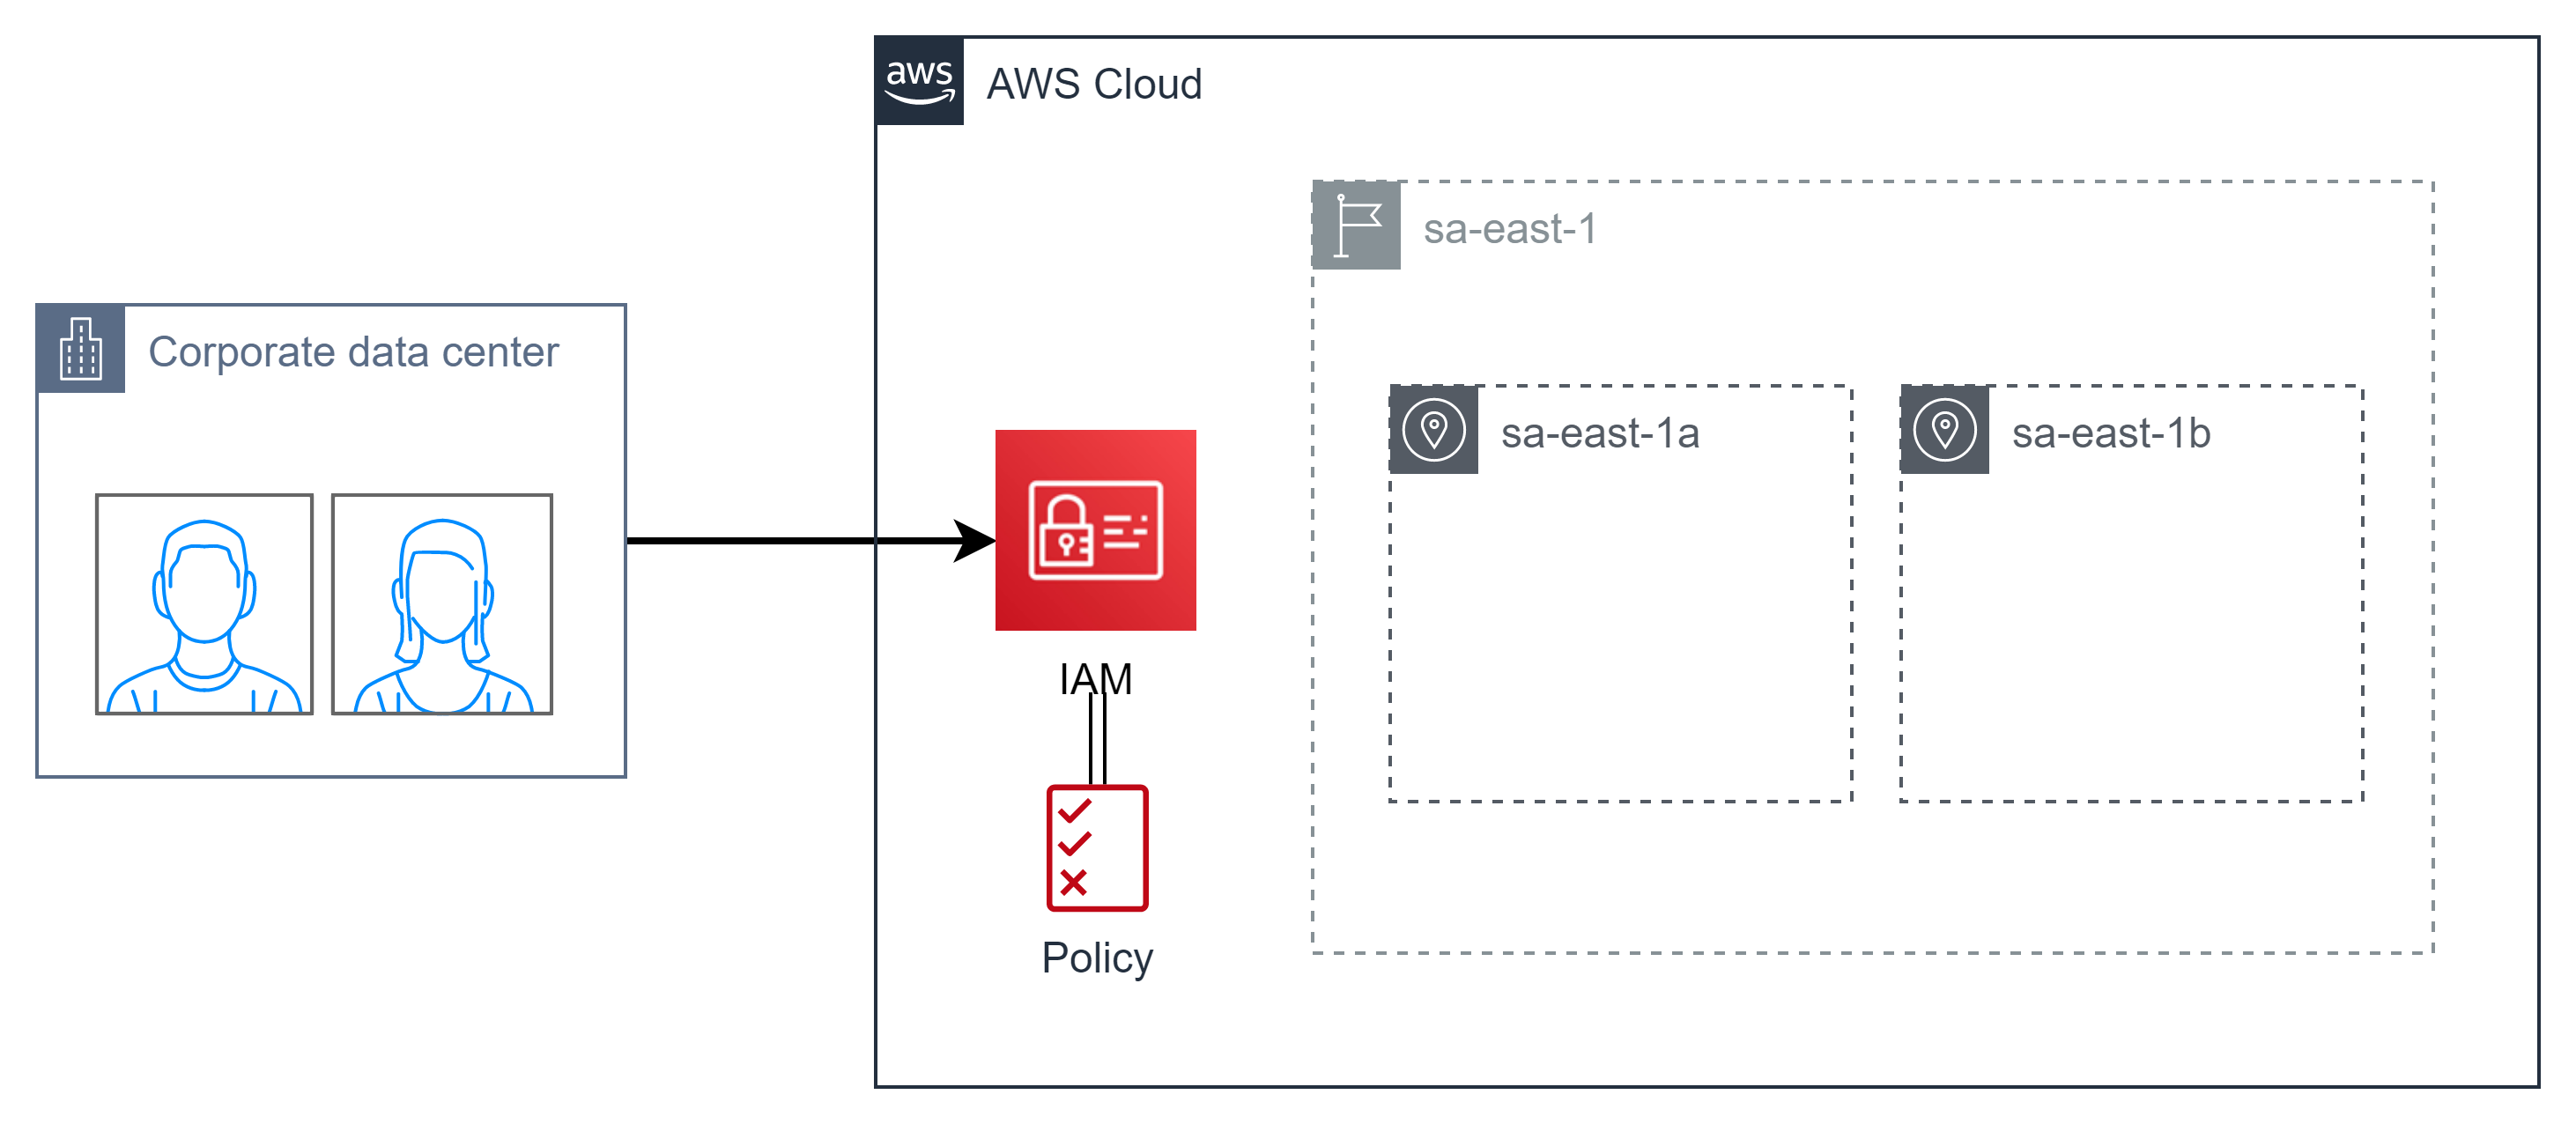 aws
AWS Cloud
sa-east-1
Corporate data center
sa-east-1a
sa-east-1b
IAM
Policy